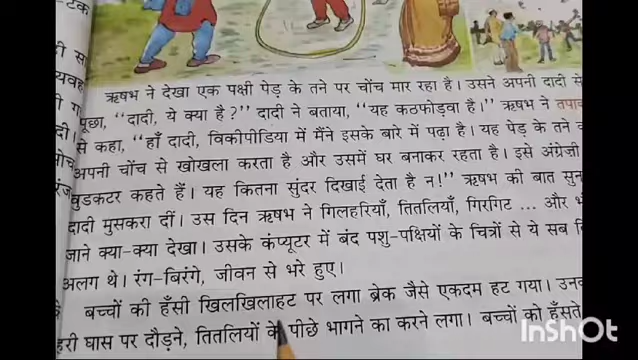 ऋषभ ने देखा एक पक्षी पेड़ के तने पर चोंच मार रहा है। उसने अपनी दादी से
पूछा, “दादी, ये क्या है?” दादी ने बताया, “यह कठफोड़वा है।” ऋषभ ने तपाक
से कहा, “हाँ दादी, विकीपोडिया में मैंने इसके बारे में पढ़ा है। यह पेड़ के तने
अपनी चोंच से खोखला करता है और उसमें घर बनाकर रहता है। इसे अंग्रेजी
वुडकटर कहते हैं। यह कितना सुंदर दिखाई देता है न!” ऋषभ की बात सुन
दादी मुसकरा दीं। उस दिन ऋषभ ने गिलहरियाँ, तितलियाँ, गिरगिट ... और
जाने क्या-क्या देखा। उसके कंप्यूटर में बंद पशु-पक्षियों के चित्रों से ये सब
अलग थे। रंग-बिरंगे, जीवन से भरे हुए।
बच्चों की हँसी खिलखिलाहट पर लगा ब्रेक जैसे एकदम हट गया।
हरी घास पर दौड़ने, तितलियों के पीछे भागने का करने लगा। बच्चों को हँसते
InShOt